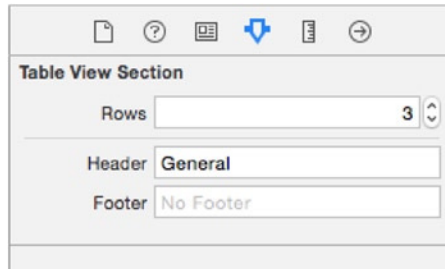 Table View Section
Rows 3
Header General
Footer No Footer